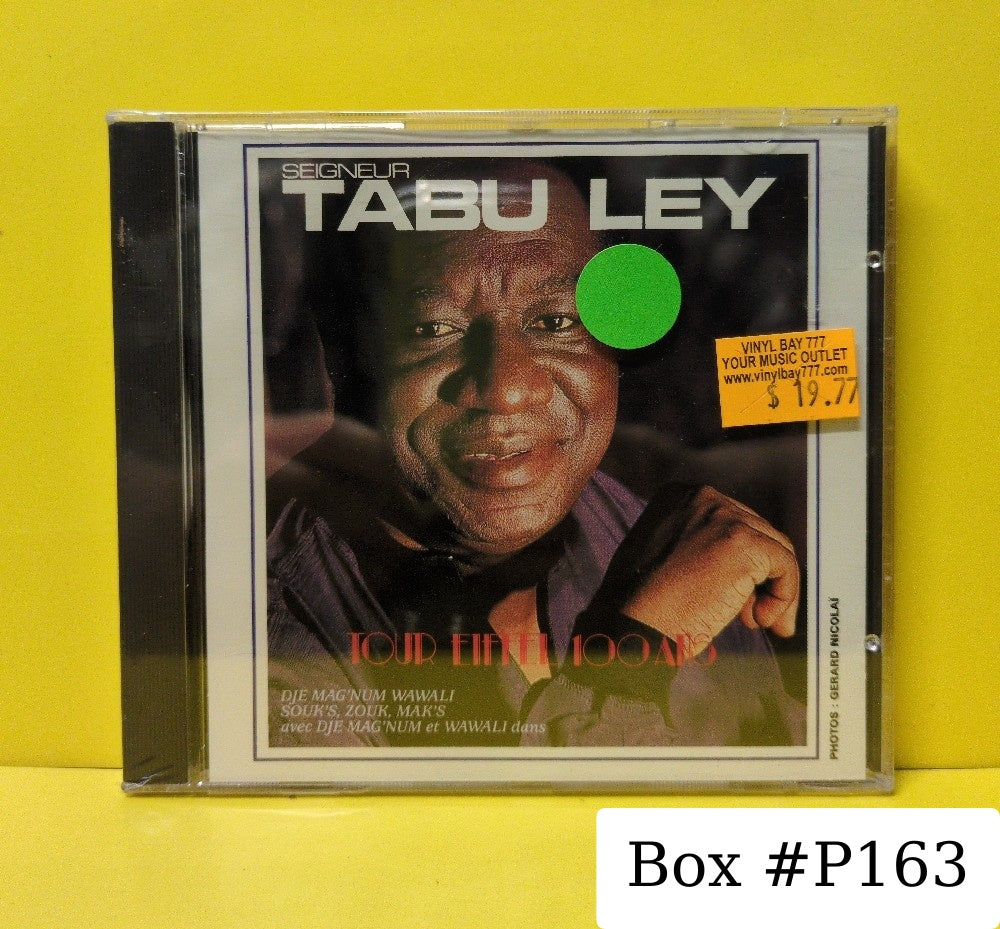 SEIGNEUR
TABU LEY
VINYL BAY 777
YOUR MUSIC OUTLET
www.vinylbay777.com
$ 19.77
TOUR EIFFEL 100 ANS
DJE MAG'NUM WAWALI
SOUK'S, ZOUK, MAK'S
avec DJE MAG'NUM et WAWALI dans
PHOTOS : GERARD NICOLAÏ
Box #P163